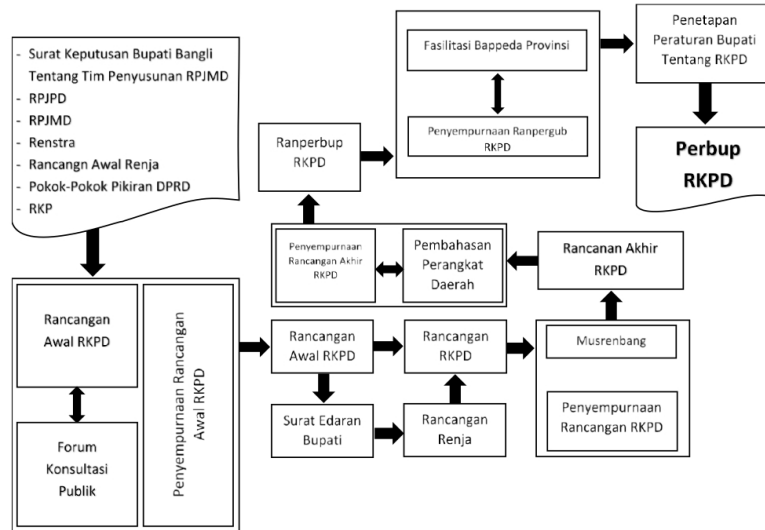 - Surat Keputusan Bupati Bangli
Tentang Tim Penyusunan RPJMD
- RPJPD
- RPJMD
- Renstra
- Rancangn Awal Renja
- Pokok-Pokok Pikiran DPRD
- RKP
Rancangan
Awal RKPD
Forum
Konsultasi
Publik
Penyempurnaan Rancangan
Awal RKPD
Rancangan
Awal RKPD
Surat Edaran
Bupati
Rancangan
Renja
Rancangan
RKPD
Musrenbang
Penyempurnaan
Rancangan RKPD
Rancanan Akhir
RKPD
Pembahasan
Perangkat
Daerah
Penyempurnaan
Rancangan Akhir
RKPD
Ranperbup
RKPD
Fasilitasi Bappeda Provinsi
Penyempurnaan Ranpergub
RKPD
Penetapan
Peraturan Bupati
Tentang RKPD
Perbup
RKPD